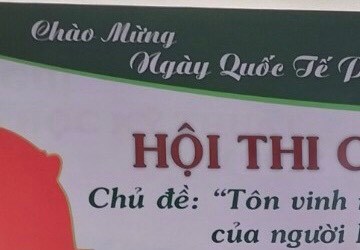 Chào Mừng
Ngày Quốc Tế
HỘI THI
Chủ đề: "Tôn vinh
của người